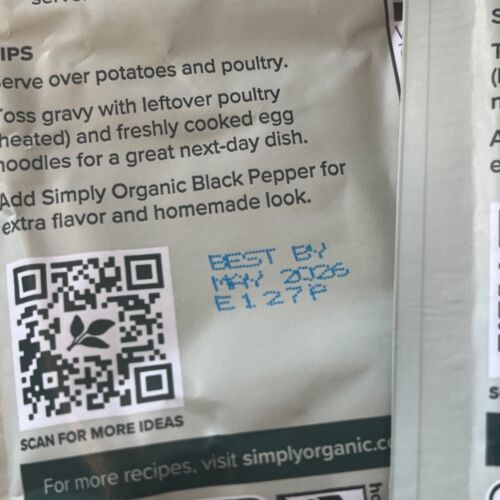 IPS
erve over potatoes and poultry.
oss gravy with leftover poultry
heated) and freshly cooked egg
noodles for a great next-day dish.
Add Simply Organic Black Pepper for
extra flavor and homemade look.
BEST BY
MAY 2026
E127P
SCAN FOR MORE IDEAS
For more recipes, visit simplyorganic.c